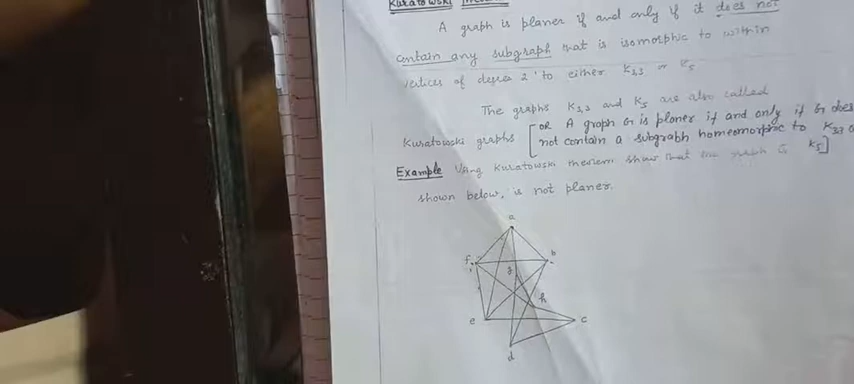 Kuratowski
A graph is planer if and only if it does not
contain any subgraph that is isomorphic to within
vertices of degree 2 to either K3,3 or K5
The graphs K3,3 and K5 are also called
Kuratowski graphs [OR A graph G is planer if and only if G does
not contain a subgraph homeomorphic to K33 K5]
Example Using Kuratowski theorem show that the graph G
shown below, is not planer.
a
f b
g
h
e c
d